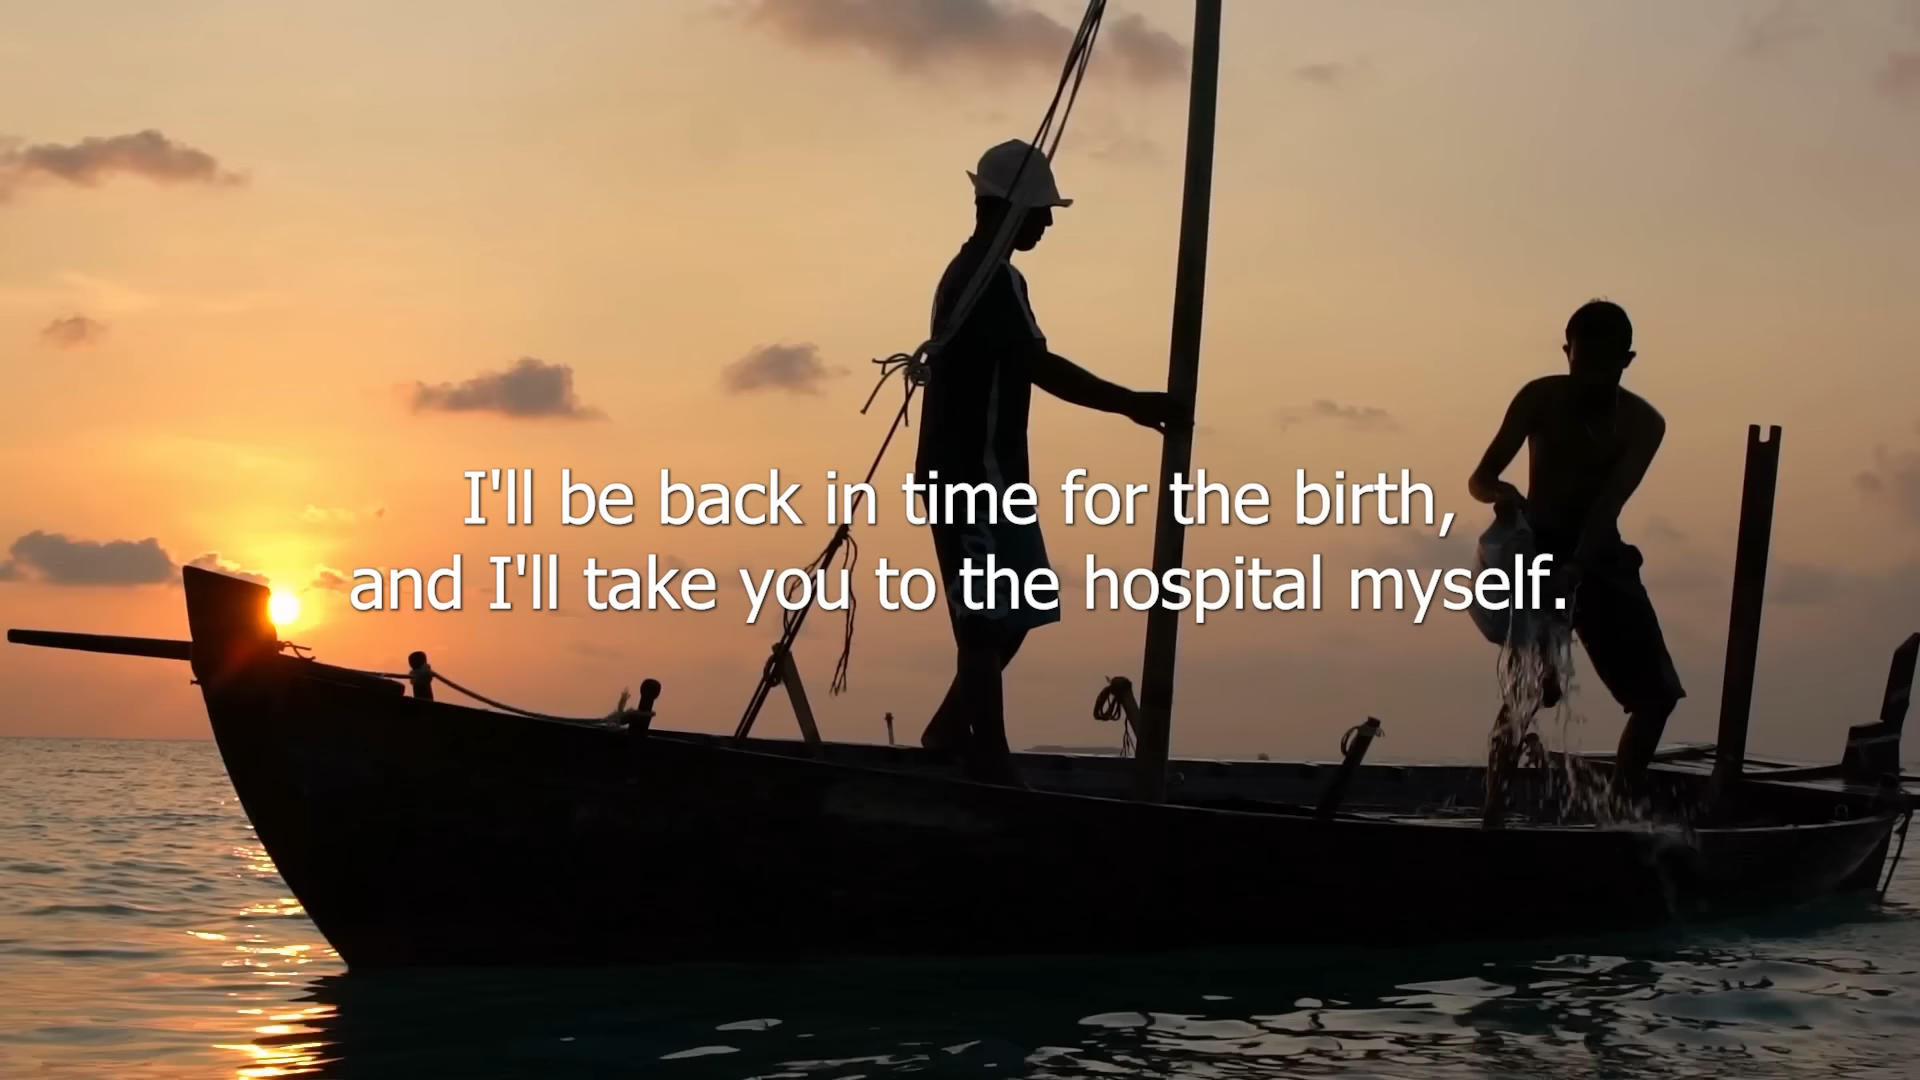 I'll be back in time for the birth,
and I'll take you to the hospital myself.